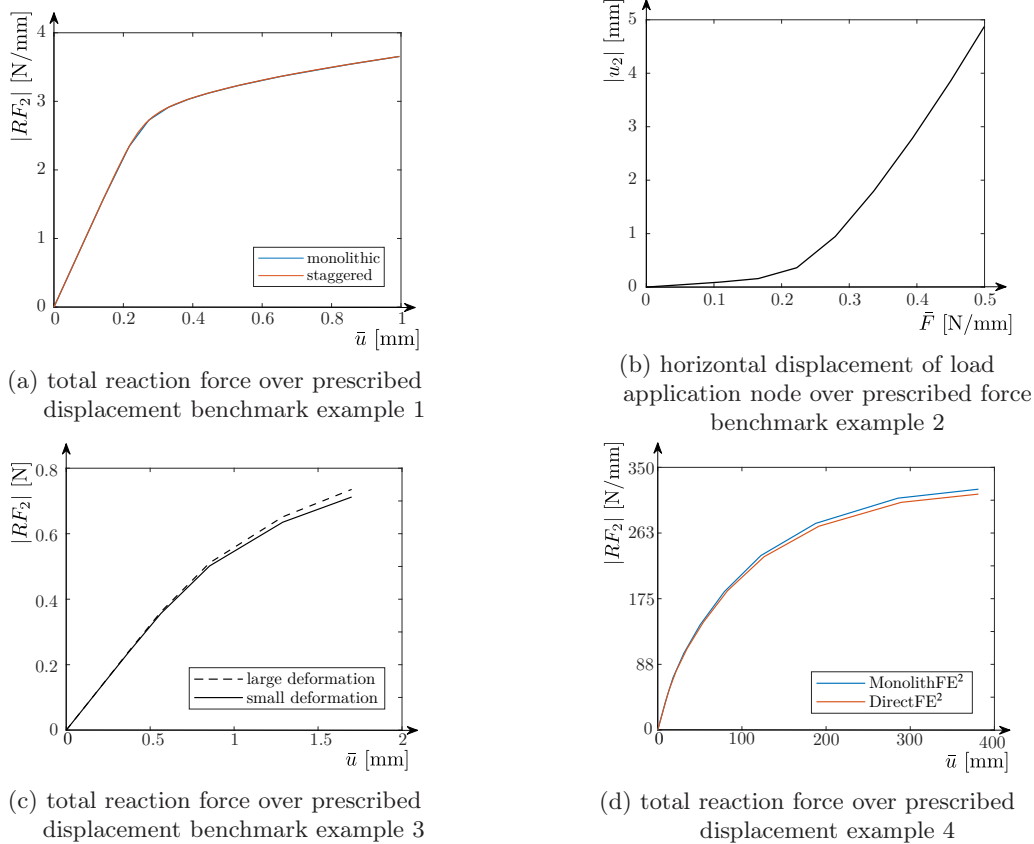 |RF₂| [N/mm]
4
3
2
1
0
0
0.2
0.4
0.6
0.8
1
ū [mm]
monolithic
staggered
(a) total reaction force over prescribed
displacement benchmark example 1
|u₂| [mm]
5
4
3
2
1
0
0
0.1
0.2
0.3
0.4
0.5
F̄ [N/mm]
(b) horizontal displacement of load
application node over prescribed force
benchmark example 2
|RF₂| [N]
0.8
0.6
0.4
0.2
0
0
0.5
1
1.5
2
ū [mm]
large deformation
small deformation
(c) total reaction force over prescribed
displacement benchmark example 3
|RF₂| [N/mm]
350
263
175
88
0
0
100
200
300
400
ū [mm]
MonolithFE²
DirectFE²
(d) total reaction force over prescribed
displacement example 4